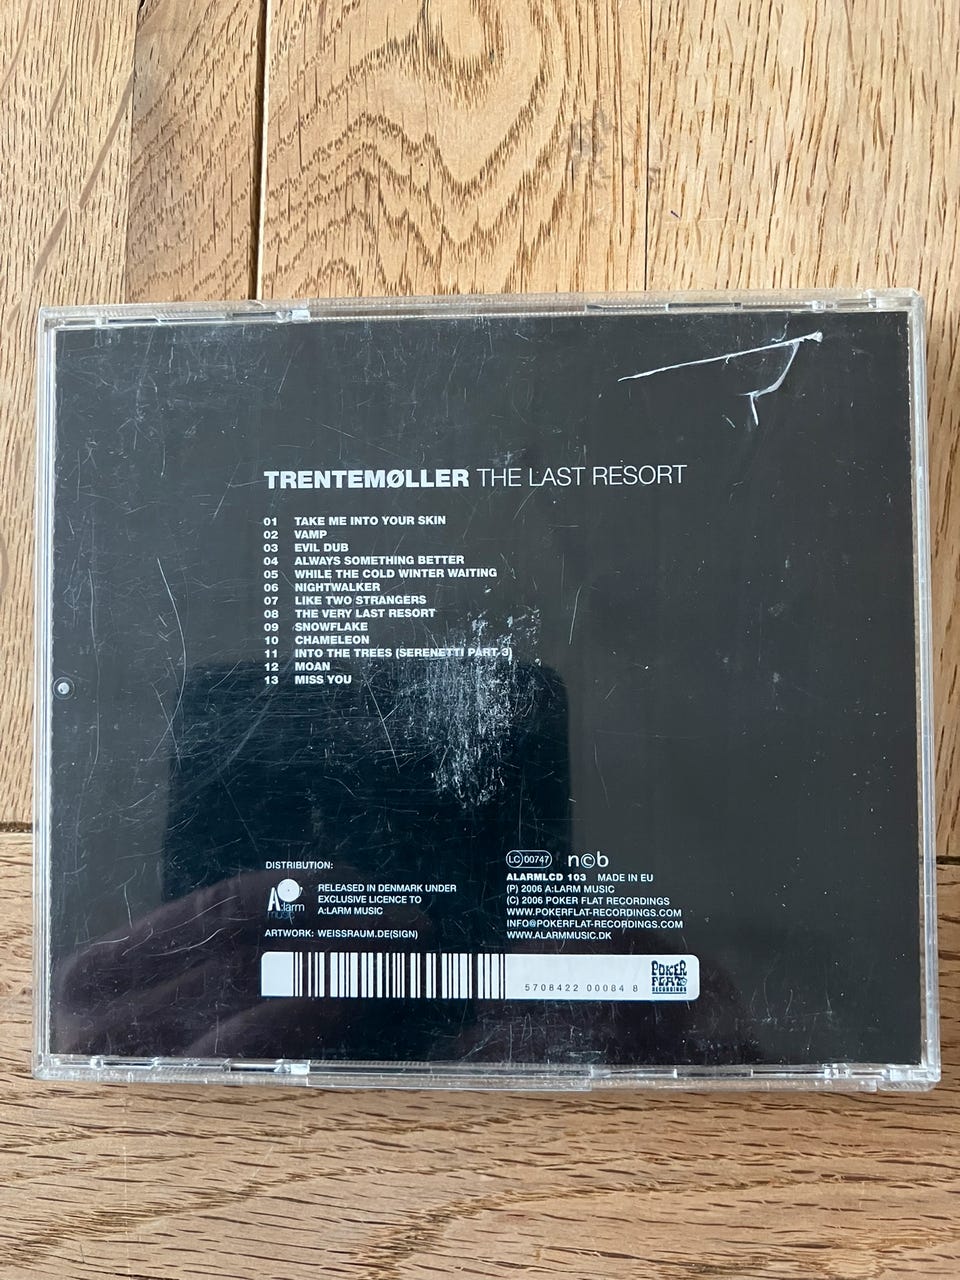 TRENTEMØLLER THE LAST RESORT
01 TAKE ME INTO YOUR SKIN
02 VAMP
03 EVIL DUB
04 ALWAYS SOMETHING BETTER
05 WHILE THE COLD WINTER WAITING
06 NIGHTWALKER
07 LIKE TWO STRANGERS
08 THE VERY LAST RESORT
09 SNOWFLAKE
10 CHAMELEON
11 INTO THE TREES (SERENETTI PART 3)
12 MOAN
13 MISS YOU
DISTRIBUTION:
A:larm
music
RELEASED IN DENMARK UNDER
EXCLUSIVE LICENCE TO
A:LARM MUSIC
ARTWORK: WEISSRAUM.DE(SIGN)
LC 00747 n©b
ALARMLCD 103 MADE IN EU
(P) 2006 A:LARM MUSIC
(C) 2006 POKER FLAT RECORDINGS
WWW.POKERFLAT-RECORDINGS.COM
INFO@POKERFLAT-RECORDINGS.COM
WWW.ALARMMUSIC.DK
5708422 00084 8
POKER
FLAT
RECORDINGS